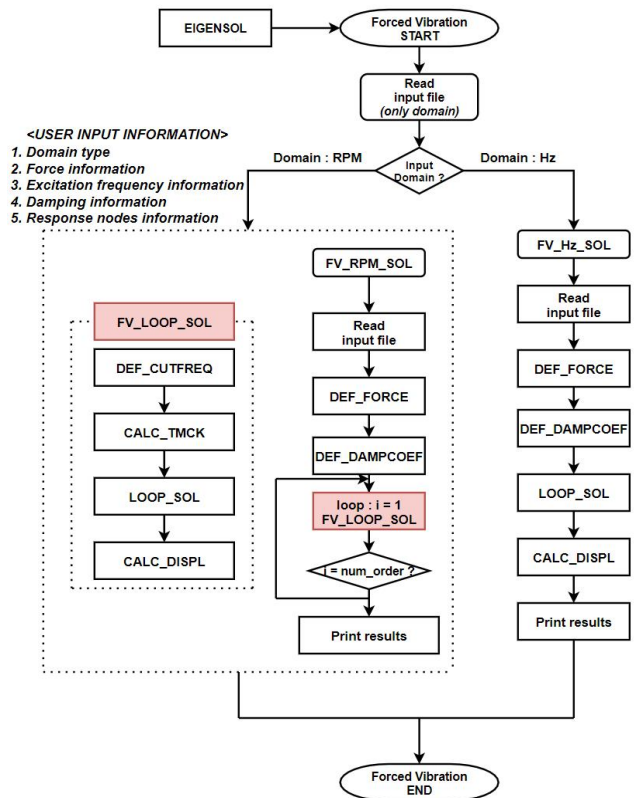 EIGENSOL
Forced Vibration
START
Read
input file
(only domain)
<USER INPUT INFORMATION>
1. Domain type
2. Force information
3. Excitation frequency information
4. Damping information
5. Response nodes information
Domain : RPM
Input
Domain ?
Domain : Hz
FV_LOOP_SOL
DEF_CUTFREQ
CALC_TMCK
LOOP_SOL
CALC_DISPL
FV_RPM_SOL
Read
input file
DEF_FORCE
DEF_DAMPCOEF
loop : i = 1
FV_LOOP_SOL
i = num_order ?
Print results
FV_Hz_SOL
Read
input file
DEF_FORCE
DEF_DAMPCOEF
LOOP_SOL
CALC_DISPL
Print results
Forced Vibration
END